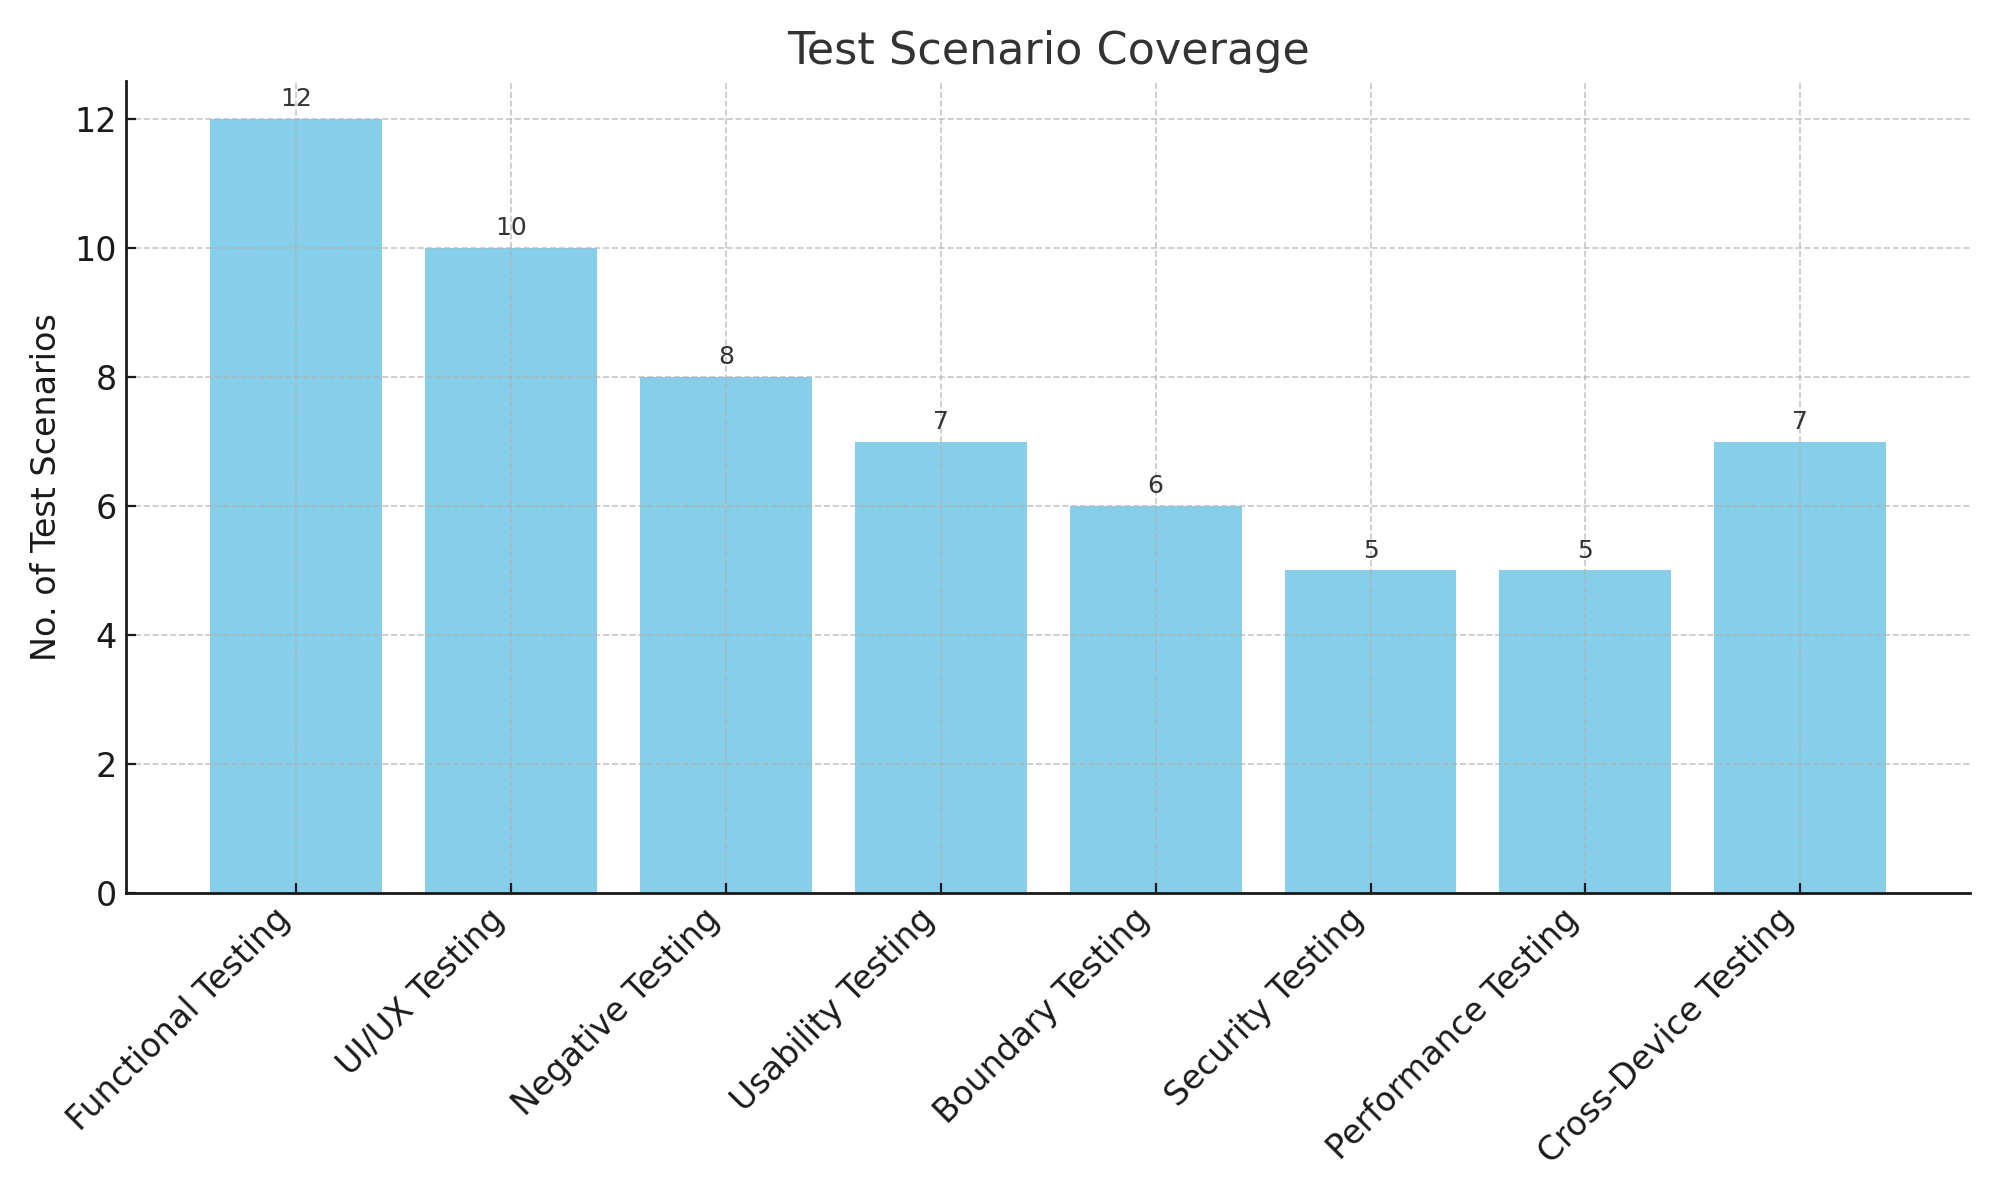 Test Scenario Coverage
No. of Test Scenarios
12
10
8
6
4
2
0
12
10
8
7
6
5
5
7
Functional Testing
UI/UX Testing
Negative Testing
Usability Testing
Boundary Testing
Security Testing
Performance Testing
Cross-Device Testing